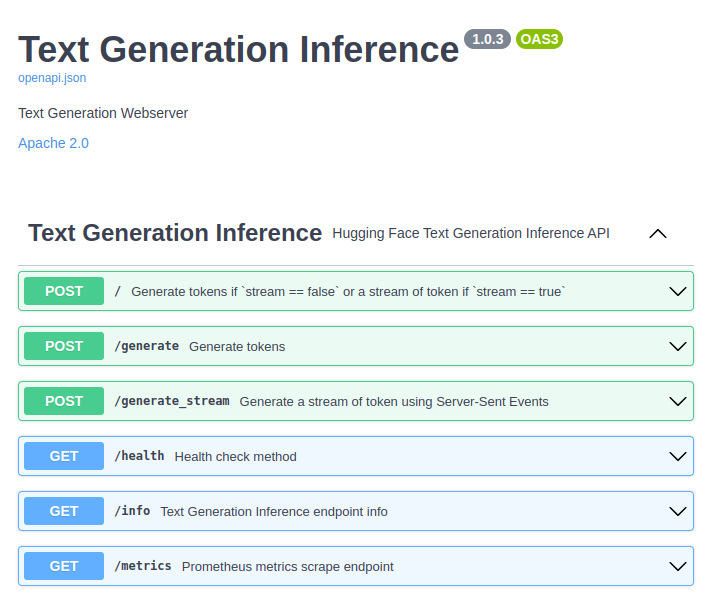 Text Generation Inference 1.0.3 OAS3
openapi.json
Text Generation Webserver
Apache 2.0
Text Generation Inference Hugging Face Text Generation Inference API
POST / Generate tokens if `stream == false` or a stream of token if `stream == true`
POST /generate Generate tokens
POST /generate_stream Generate a stream of token using Server-Sent Events
GET /health Health check method
GET /info Text Generation Inference endpoint info
GET /metrics Prometheus metrics scrape endpoint